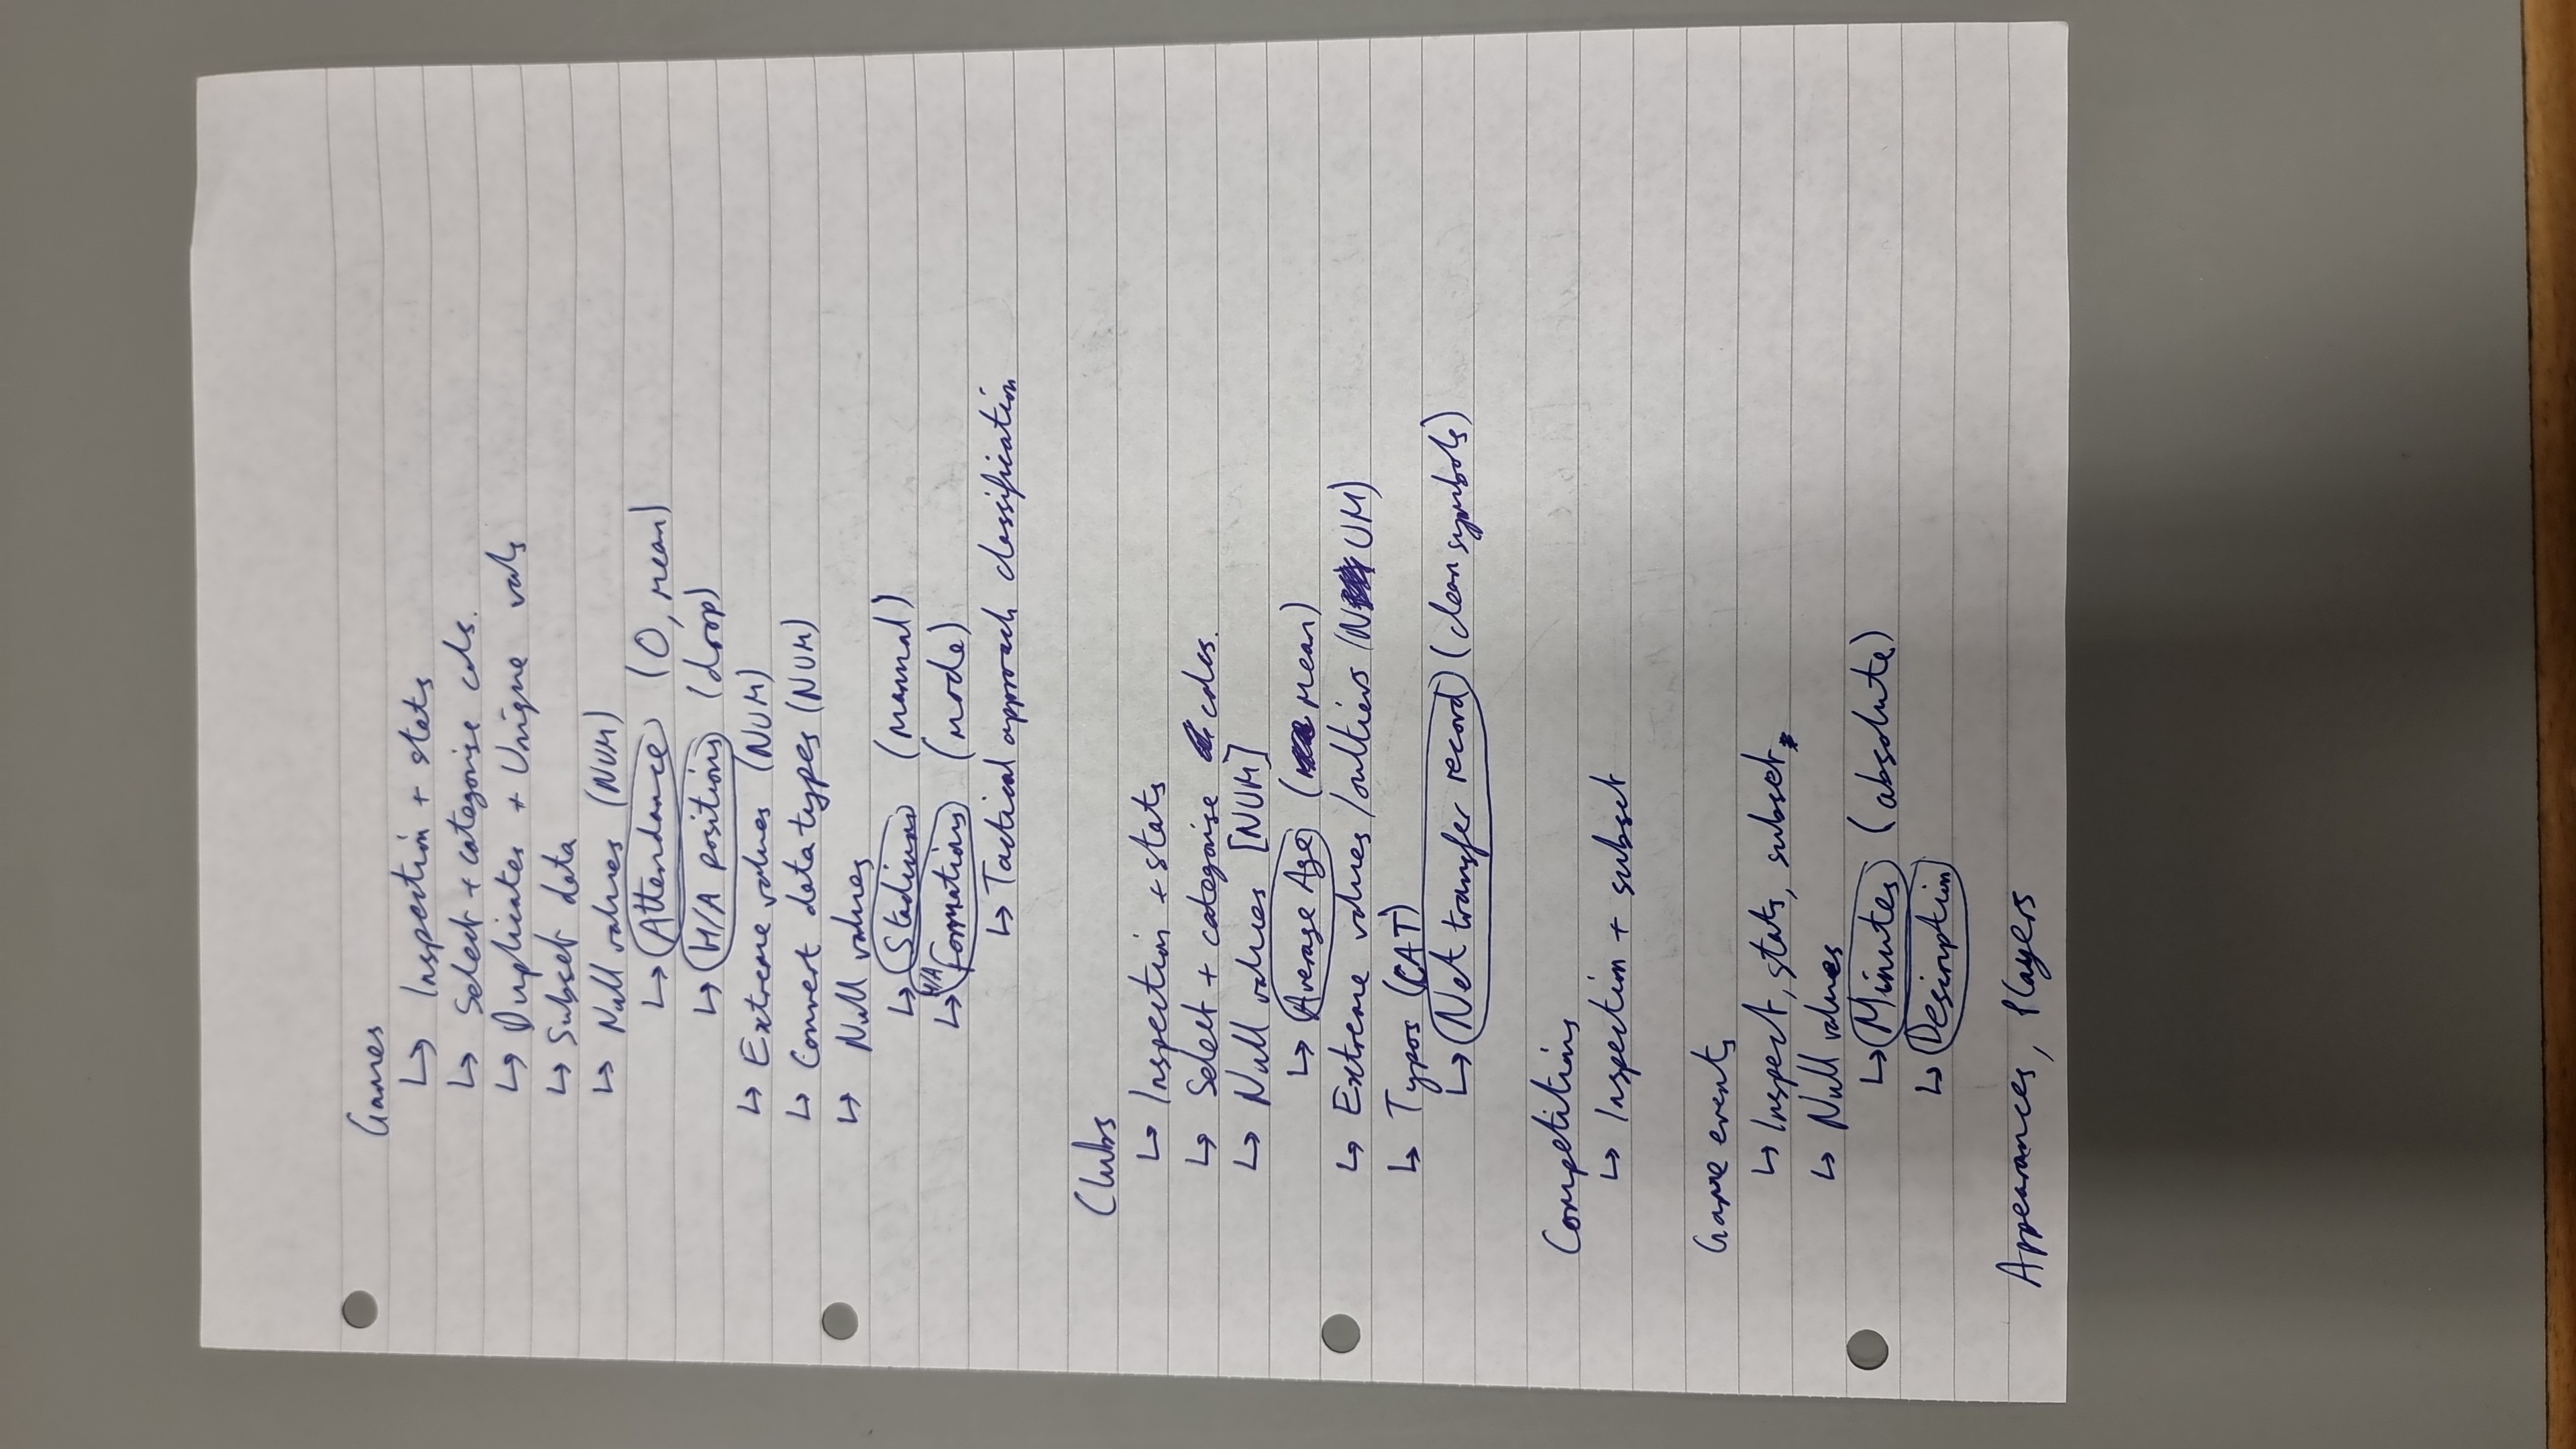 Games
↳ Inspection + stats
↳ Select + categorise cols.
↳ Duplicates + Unique vals
↳ Subset data
↳ Null values (NUM)
↳ Attendance (0, mean)
↳ H/A positions (drop)
↳ Extreme values (NUM)
↳ Convert data types (NUM)
↳ Null values
↳ Stadiums (manual)
↳ H/A formations (mode)
↳ Tactical approach classification
Clubs
↳ Inspection + stats
↳ Select + categorise cols.
↳ Null values [NUM]
↳ Average Age (mean)
↳ Extreme values/outliers (NUM)
↳ Typos (CAT)
↳ Net transfer record (clean symbols)
Competitions
↳ Inspection + subset
Game events
↳ Inspect, stats, subset
↳ Null values
↳ Minutes (absolute)
↳ Description
Appearances, Players